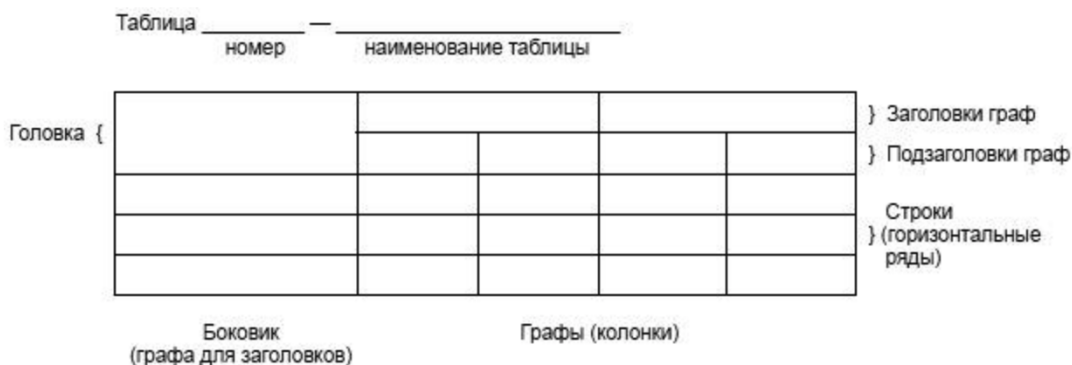 Таблица ________ — ________________
номер наименование таблицы
Головка { } Заголовки граф
} Подзаголовки граф
Строки
} (горизонтальные
ряды)
Боковик Графы (колонки)
(графа для заголовков)